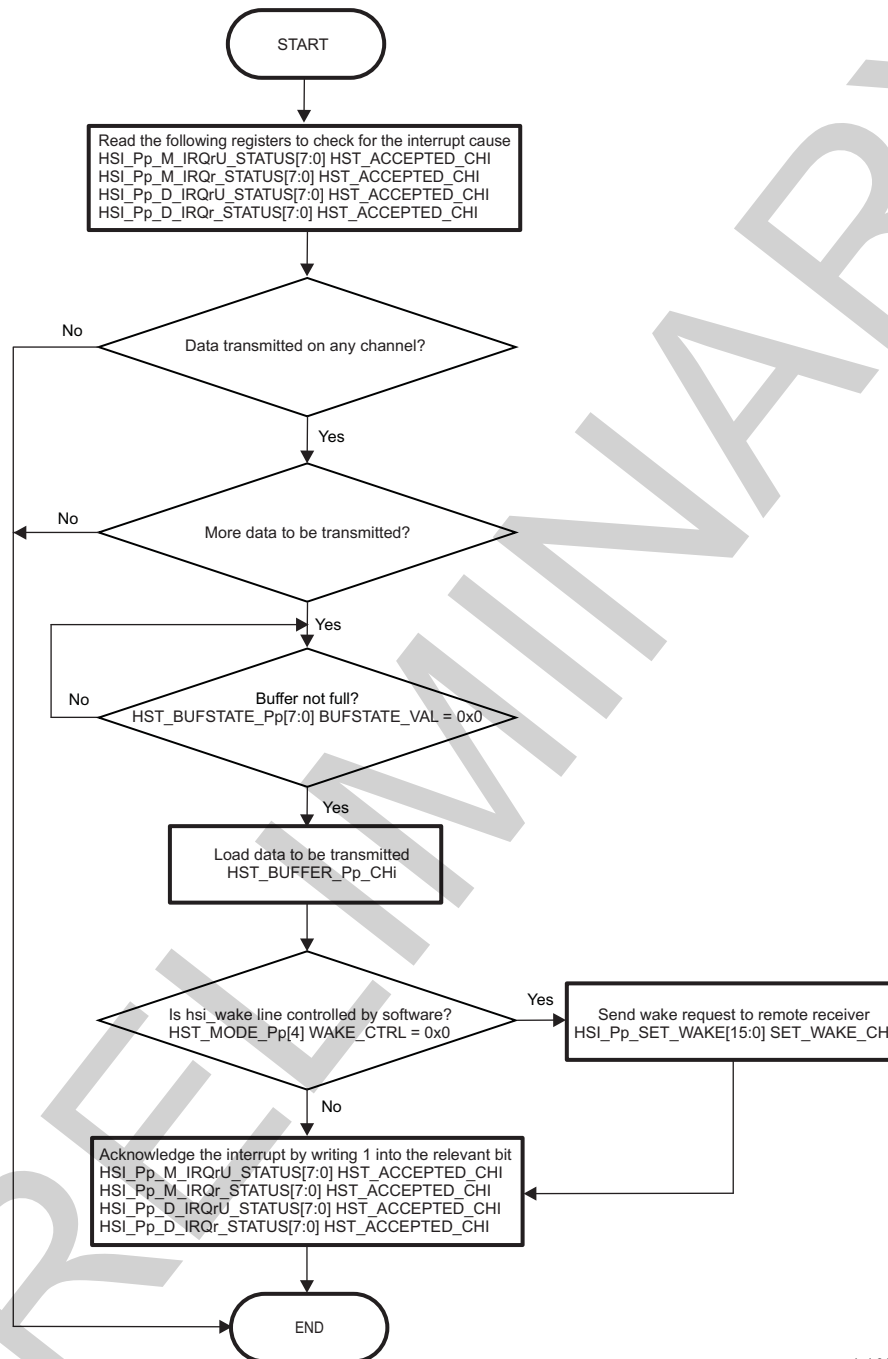 START
Read the following registers to check for the interrupt cause
HSI_Pp_M_IRQrU_STATUS[7:0] HST_ACCEPTED_CHI
HSI_Pp_M_IRQr_STATUS[7:0] HST_ACCEPTED_CHI
HSI_Pp_D_IRQrU_STATUS[7:0] HST_ACCEPTED_CHI
HSI_Pp_D_IRQr_STATUS[7:0] HST_ACCEPTED_CHI
No
Data transmitted on any channel?
Yes
No
More data to be transmitted?
Yes
No
Buffer not full?
HST_BUFSTATE_Pp[7:0] BUFSTATE_VAL = 0x0
Yes
Load data to be transmitted
HST_BUFFER_Pp_CHi
Is hsi_wake line controlled by software?
HST_MODE_Pp[4] WAKE_CTRL = 0x0
Yes
Send wake request to remote receiver
HSI_Pp_SET_WAKE[15:0] SET_WAKE_CH
No
Acknowledge the interrupt by writing 1 into the relevant bit
HSI_Pp_M_IRQrU_STATUS[7:0] HST_ACCEPTED_CHI
HSI_Pp_M_IRQr_STATUS[7:0] HST_ACCEPTED_CHI
HSI_Pp_D_IRQrU_STATUS[7:0] HST_ACCEPTED_CHI
HSI_Pp_D_IRQr_STATUS[7:0] HST_ACCEPTED_CHI
END